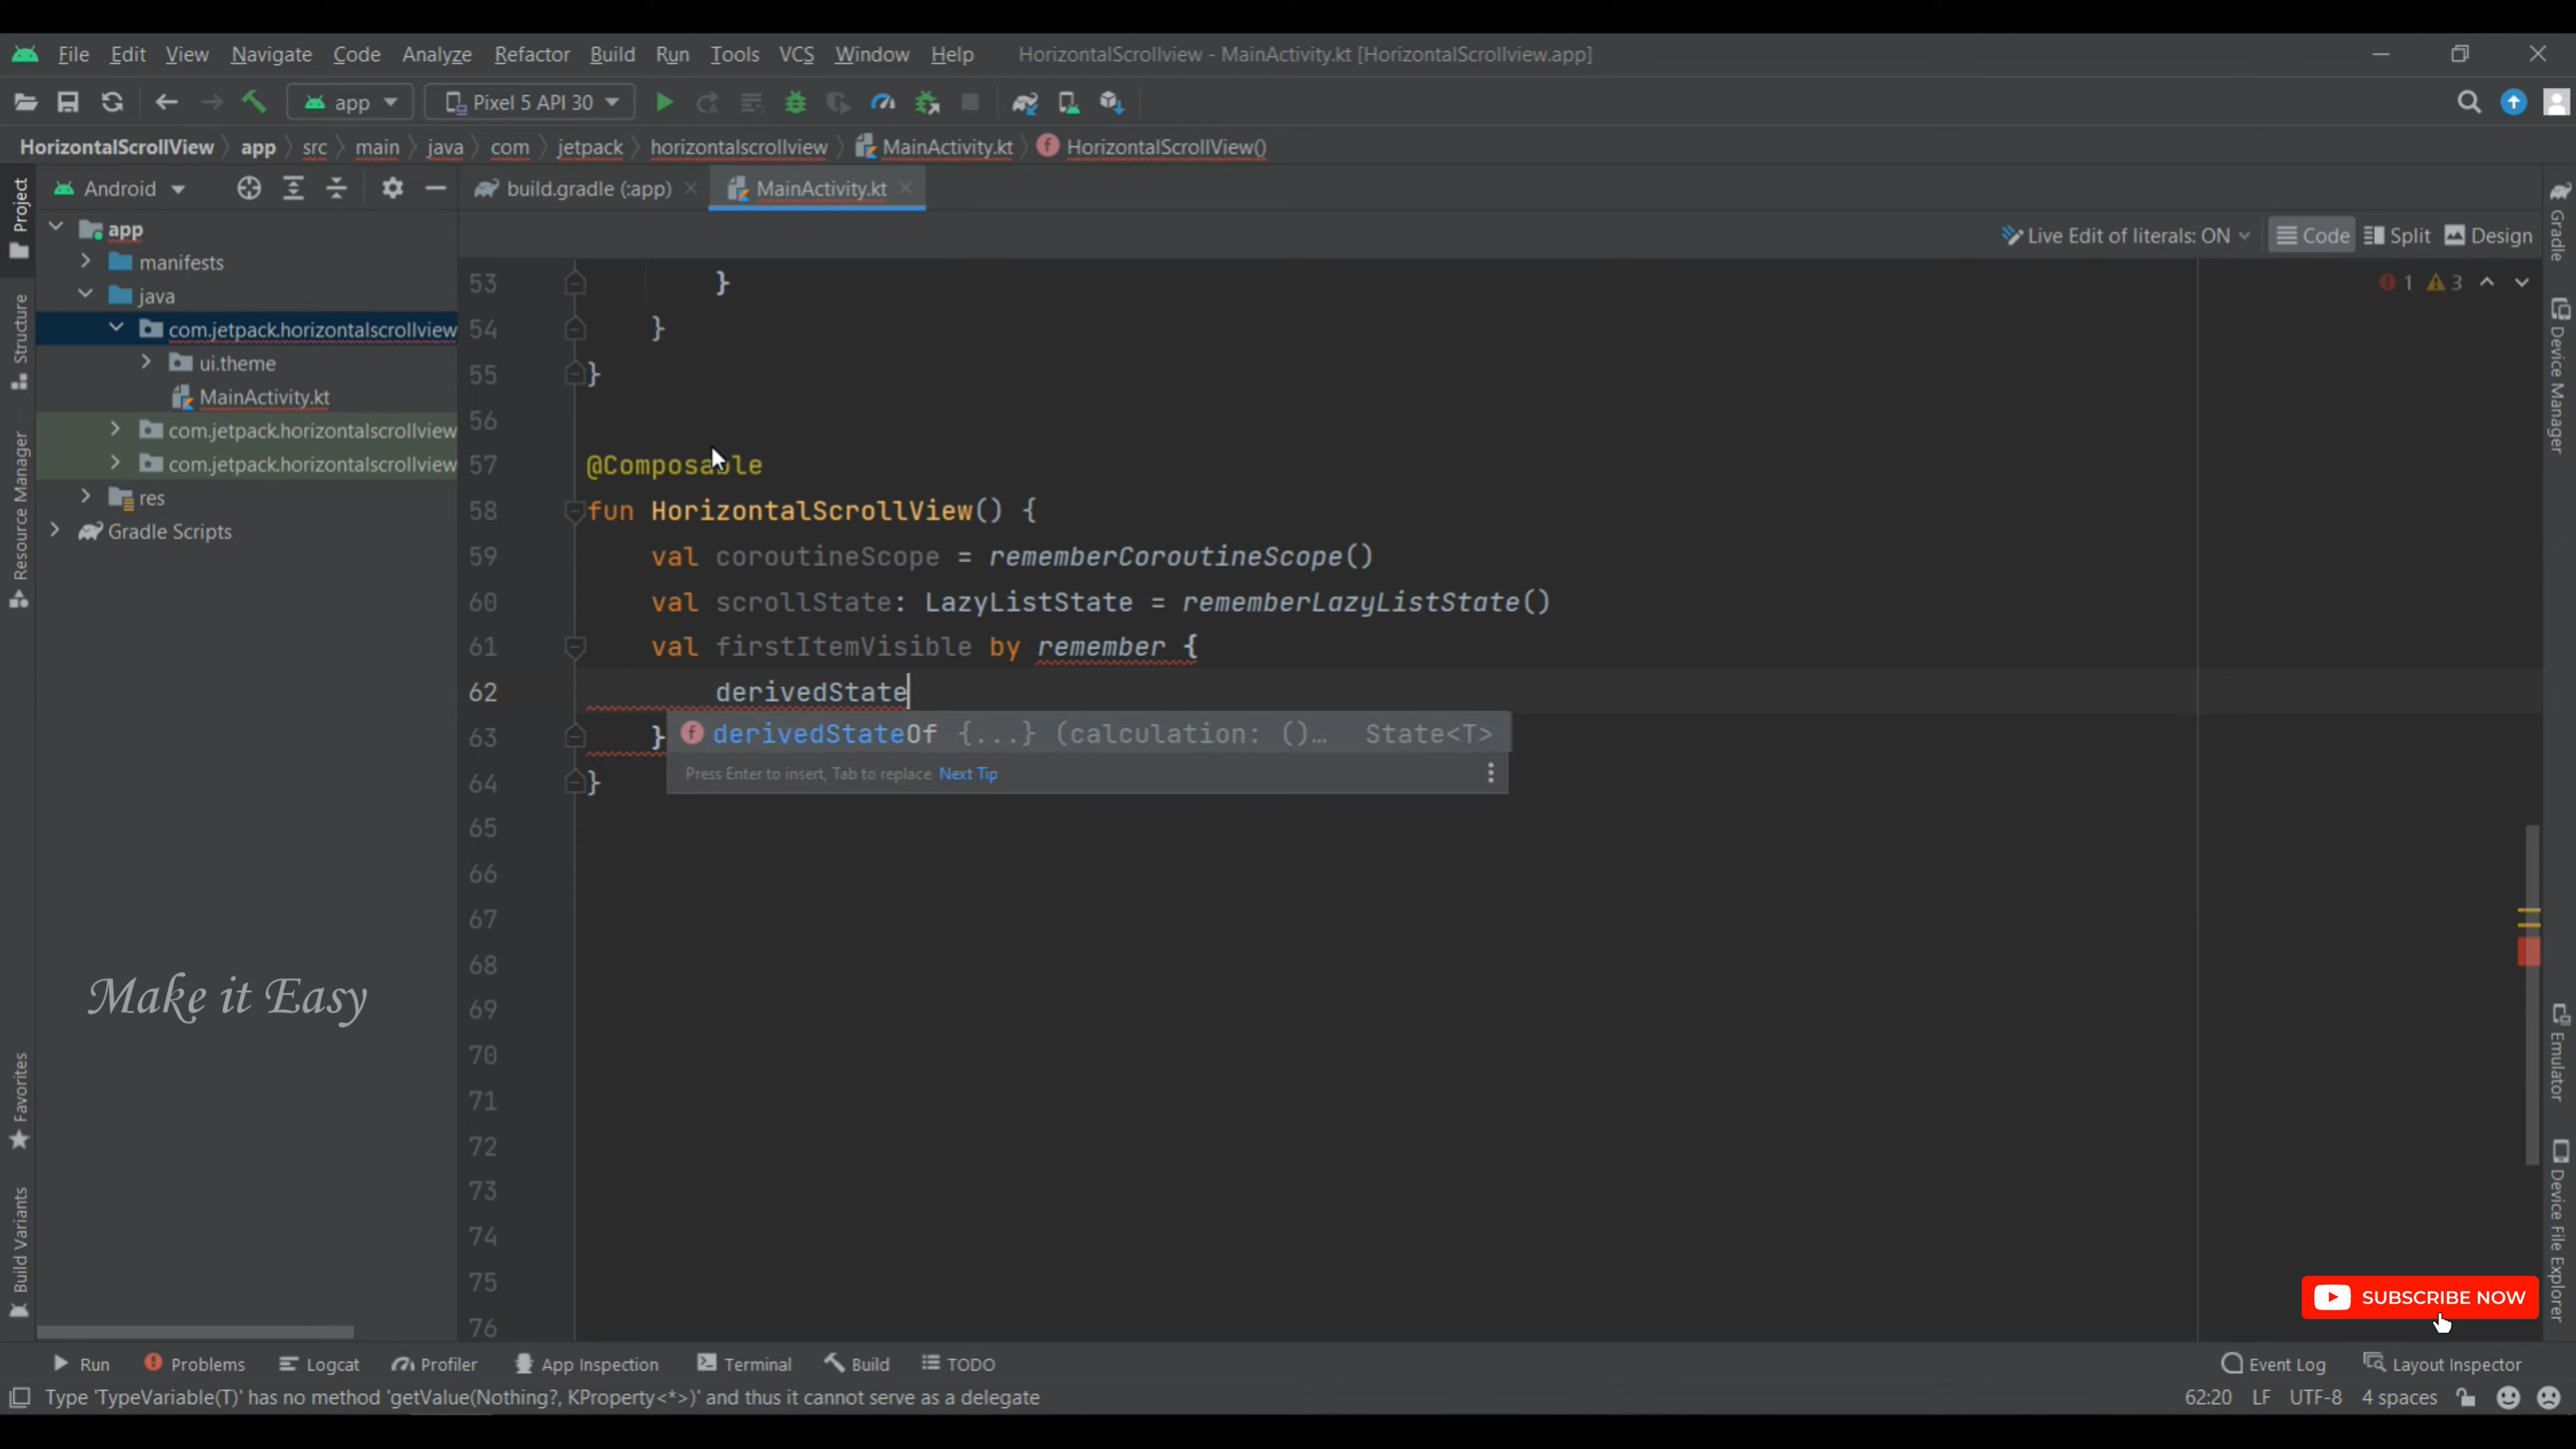 File Edit View Navigate Code Analyze Refactor Build Run Tools VCS Window Help HorizontalScrollview - MainActivity.kt [HorizontalScrollview.app]
app Pixel 5 API 30
HorizontalScrollView app src main java com jetpack horizontalscrollview MainActivity.kt HorizontalScrollView()
Android build.gradle (:app) MainActivity.kt
Live Edit of literals: ON Code Split Design
Project
Structure
Resource Manager
Favorites
Build Variants
app
manifests
java
com.jetpack.horizontalscrollview
ui.theme
MainActivity.kt
com.jetpack.horizontalscrollview
com.jetpack.horizontalscrollview
res
Gradle Scripts
Make it Easy
1 3
53 }
54 }
55 }
56
57 @Composable
58 fun HorizontalScrollView() {
59 val coroutineScope = rememberCoroutineScope()
60 val scrollState: LazyListState = rememberLazyListState()
61 val firstItemVisible by remember {
62 derivedState
63 }
derivedStateOf {...} (calculation: ()… State<T>
Press Enter to insert, Tab to replace Next Tip
64 }
65
66
67
68
69
70
71
72
73
74
75
76
Gradle
Device Manager
Emulator
Device File Explorer
SUBSCRIBE NOW
Run Problems Logcat Profiler App Inspection Terminal Build TODO Event Log Layout Inspector
Type 'TypeVariable(T)' has no method 'getValue(Nothing?, KProperty<*>)' and thus it cannot serve as a delegate 62:20 LF UTF-8 4 spaces